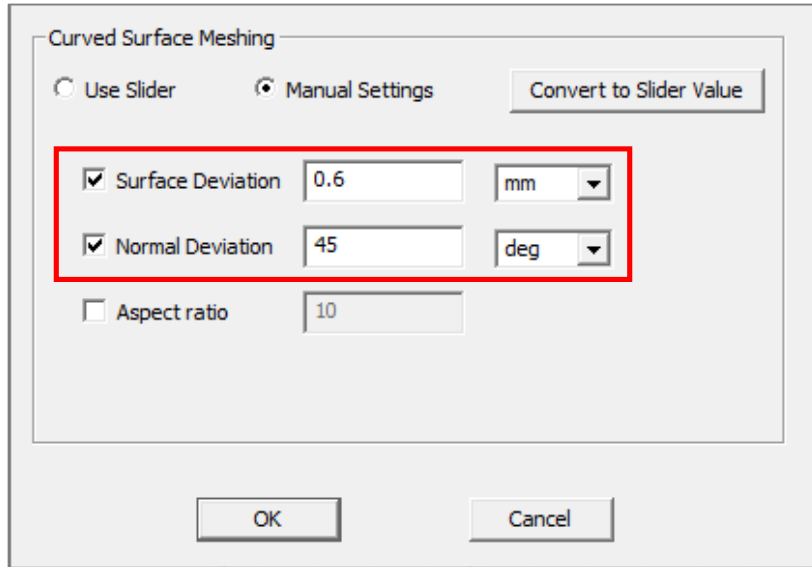 Curved Surface Meshing
Use Slider Manual Settings Convert to Slider Value
Surface Deviation 0.6 mm
Normal Deviation 45 deg
Aspect ratio 10
OK Cancel